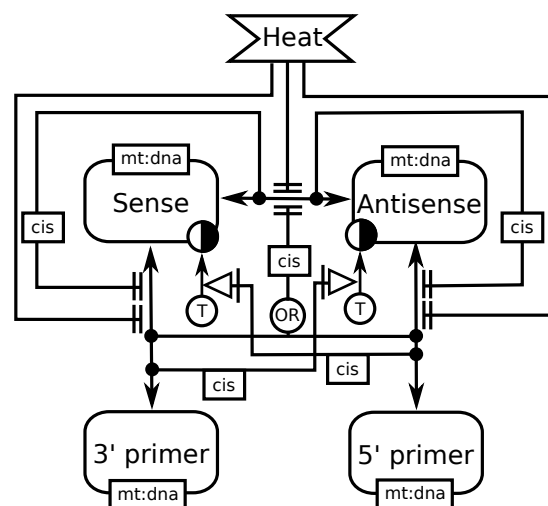 Heat
mt:dna
mt:dna
Sense
Antisense
cis
cis
cis
T
OR
T
cis
cis
3' primer
5' primer
mt:dna
mt:dna